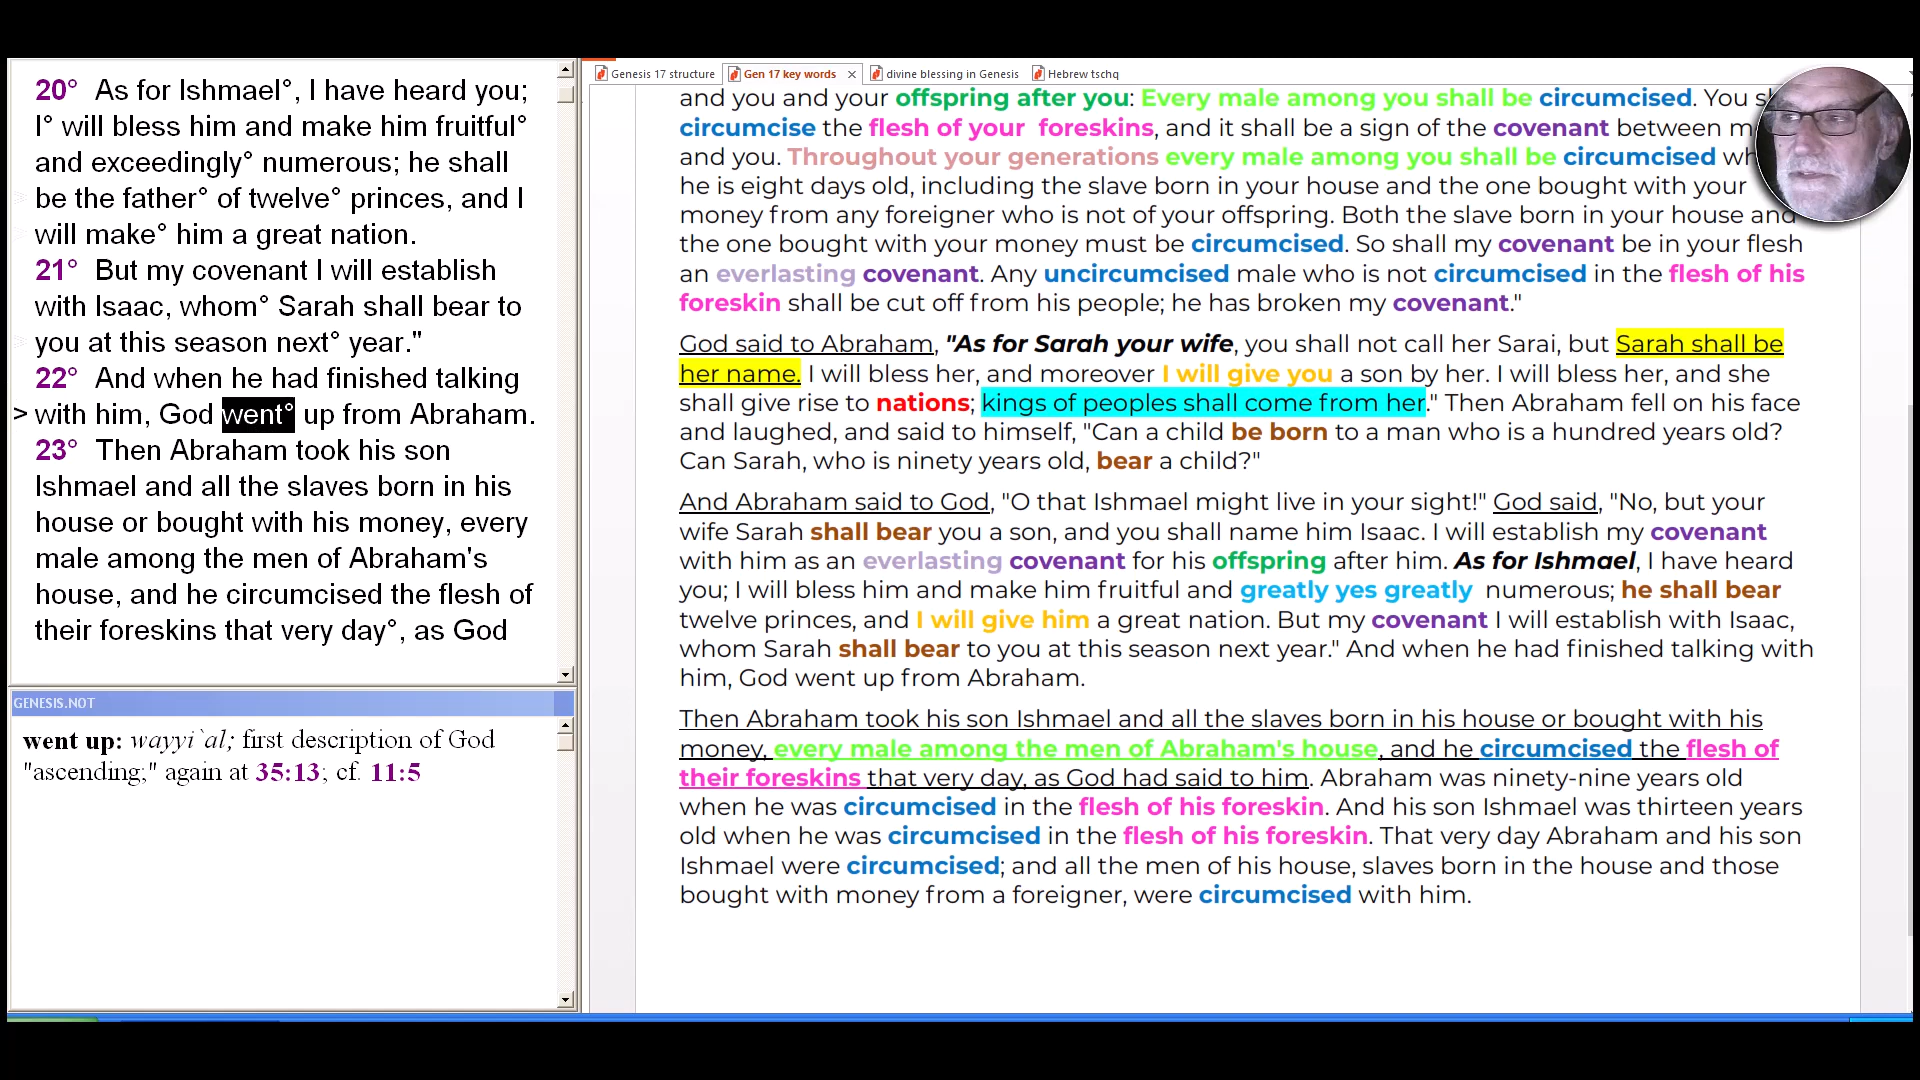 20° As for Ishmael°, I have heard you;
I° will bless him and make him fruitful°
and exceedingly° numerous; he shall
be the father° of twelve° princes, and I
will make° him a great nation.
21° But my covenant I will establish
with Isaac, whom° Sarah shall bear to
you at this season next° year."
22° And when he had finished talking
> with him, God went° up from Abraham.
23° Then Abraham took his son
Ishmael and all the slaves born in his
house or bought with his money, every
male among the men of Abraham's
house, and he circumcised the flesh of
their foreskins that very day°, as God
GENESIS.NOT
went up: wayyi`al; first description of God
"ascending;" again at 35:13; cf. 11:5
Genesis 17 structure Gen 17 key words × divine blessing in Genesis Hebrew tschq
and you and your offspring after you: Every male among you shall be circumcised. You
circumcise the flesh of your foreskins, and it shall be a sign of the covenant between
and you. Throughout your generations every male among you shall be circumcised
he is eight days old, including the slave born in your house and the one bought with your
money from any foreigner who is not of your offspring. Both the slave born in your house and
the one bought with your money must be circumcised. So shall my covenant be in your flesh
an everlasting covenant. Any uncircumcised male who is not circumcised in the flesh of his
foreskin shall be cut off from his people; he has broken my covenant."
God said to Abraham, "As for Sarah your wife, you shall not call her Sarai, but Sarah shall be
her name. I will bless her, and moreover I will give you a son by her. I will bless her, and she
shall give rise to nations; kings of peoples shall come from her." Then Abraham fell on his face
and laughed, and said to himself, "Can a child be born to a man who is a hundred years old?
Can Sarah, who is ninety years old, bear a child?"
And Abraham said to God, "O that Ishmael might live in your sight!" God said, "No, but your
wife Sarah shall bear you a son, and you shall name him Isaac. I will establish my covenant
with him as an everlasting covenant for his offspring after him. As for Ishmael, I have heard
you; I will bless him and make him fruitful and greatly yes greatly numerous; he shall bear
twelve princes, and I will give him a great nation. But my covenant I will establish with Isaac,
whom Sarah shall bear to you at this season next year." And when he had finished talking with
him, God went up from Abraham.
Then Abraham took his son Ishmael and all the slaves born in his house or bought with his
money, every male among the men of Abraham's house, and he circumcised the flesh of
their foreskins that very day, as God had said to him. Abraham was ninety-nine years old
when he was circumcised in the flesh of his foreskin. And his son Ishmael was thirteen years
old when he was circumcised in the flesh of his foreskin. That very day Abraham and his son
Ishmael were circumcised; and all the men of his house, slaves born in the house and those
bought with money from a foreigner, were circumcised with him.